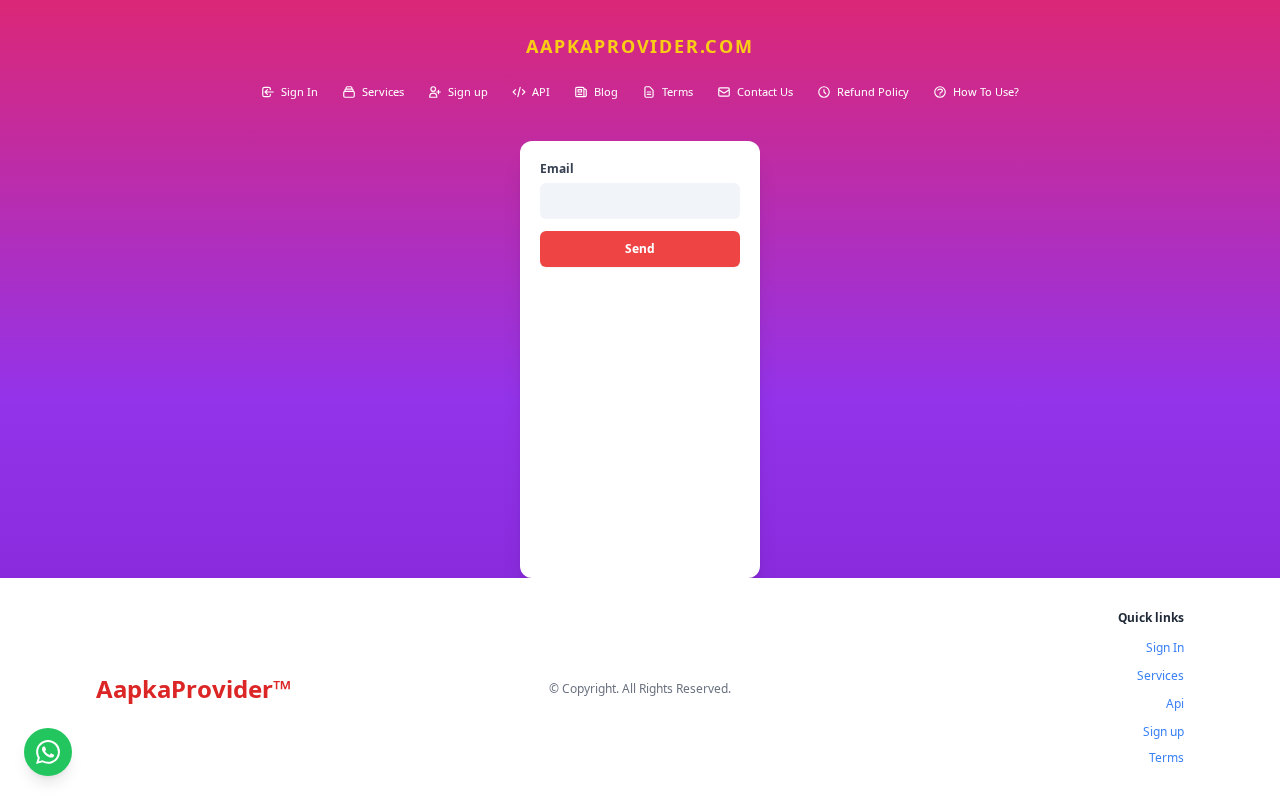 AAPKAPROVIDER.COM
Sign In Services Sign up API Blog Terms Contact Us Refund Policy How To Use?
Email
Send
Quick links
Sign In
Services
Api
Sign up
Terms
AapkaProvider™
© Copyright. All Rights Reserved.